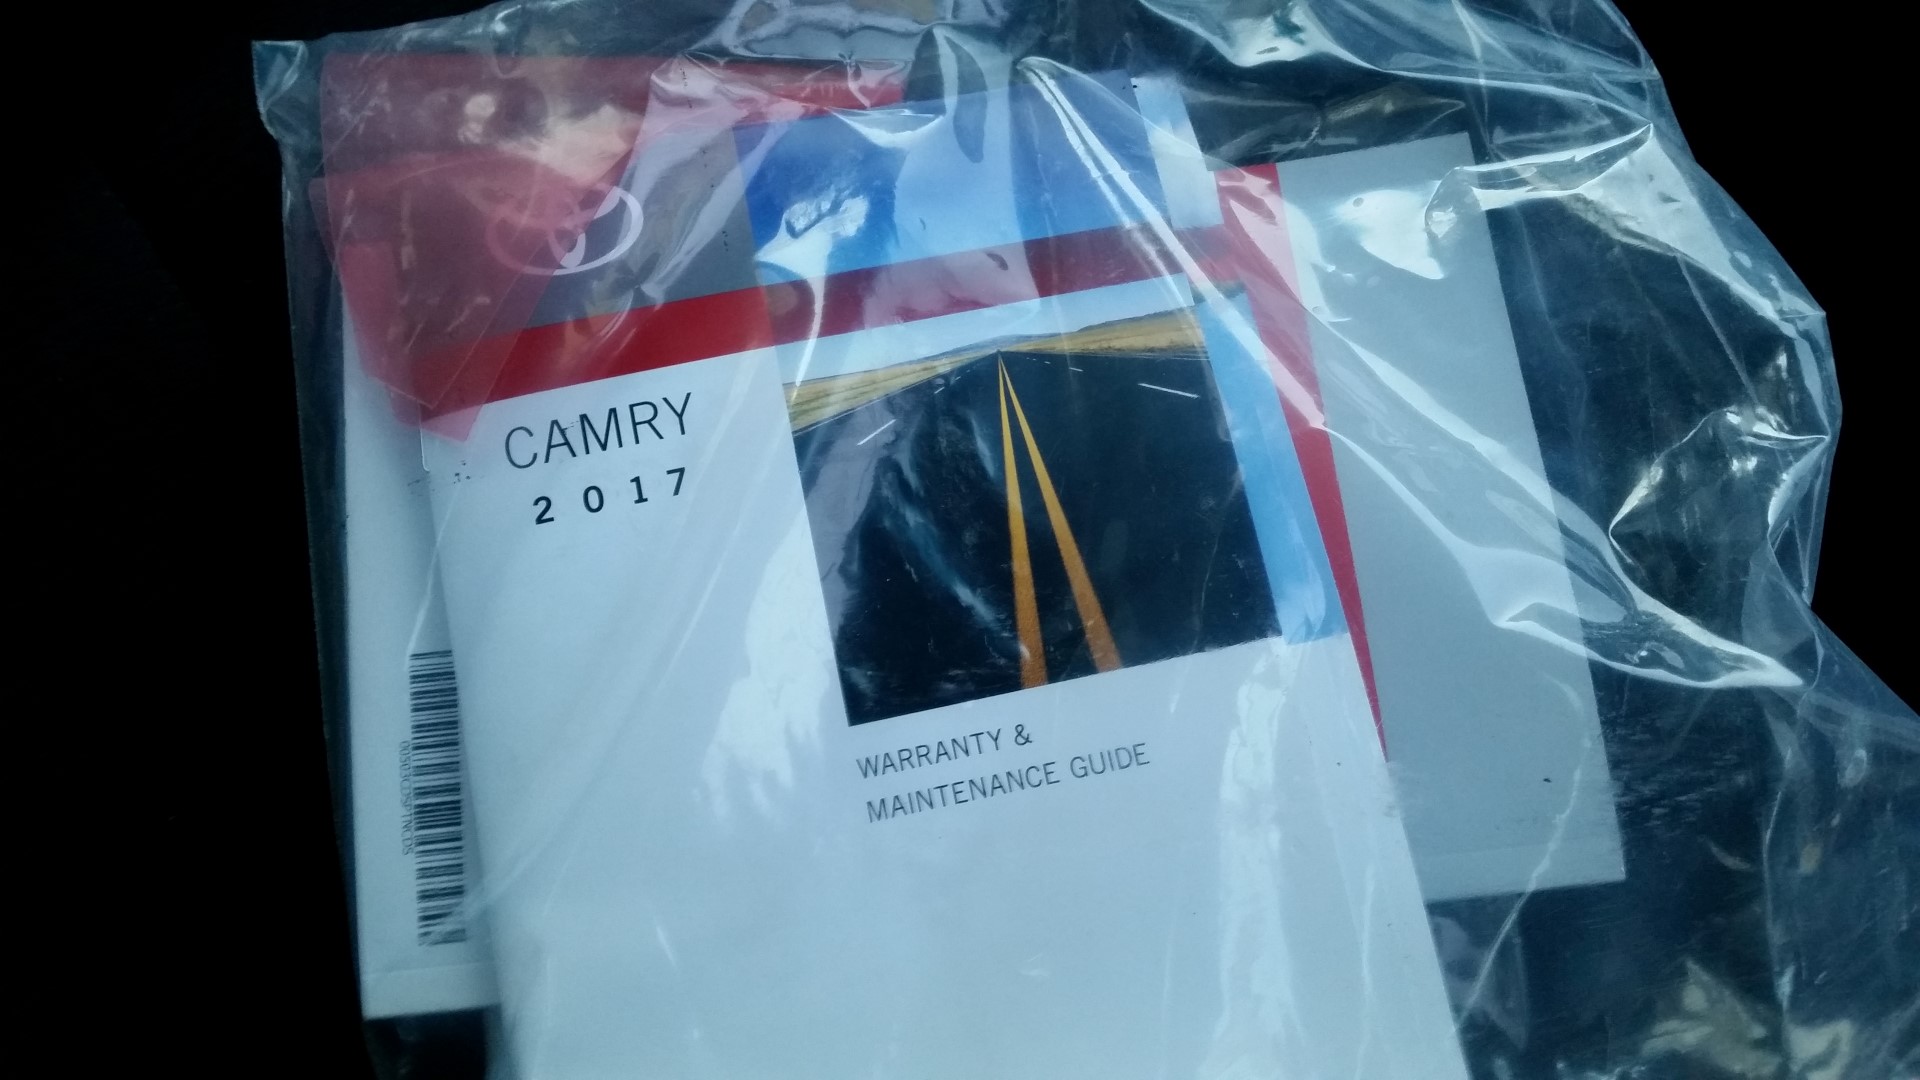 CAMRY
2017
WARRANTY &
MAINTENANCE GUIDE